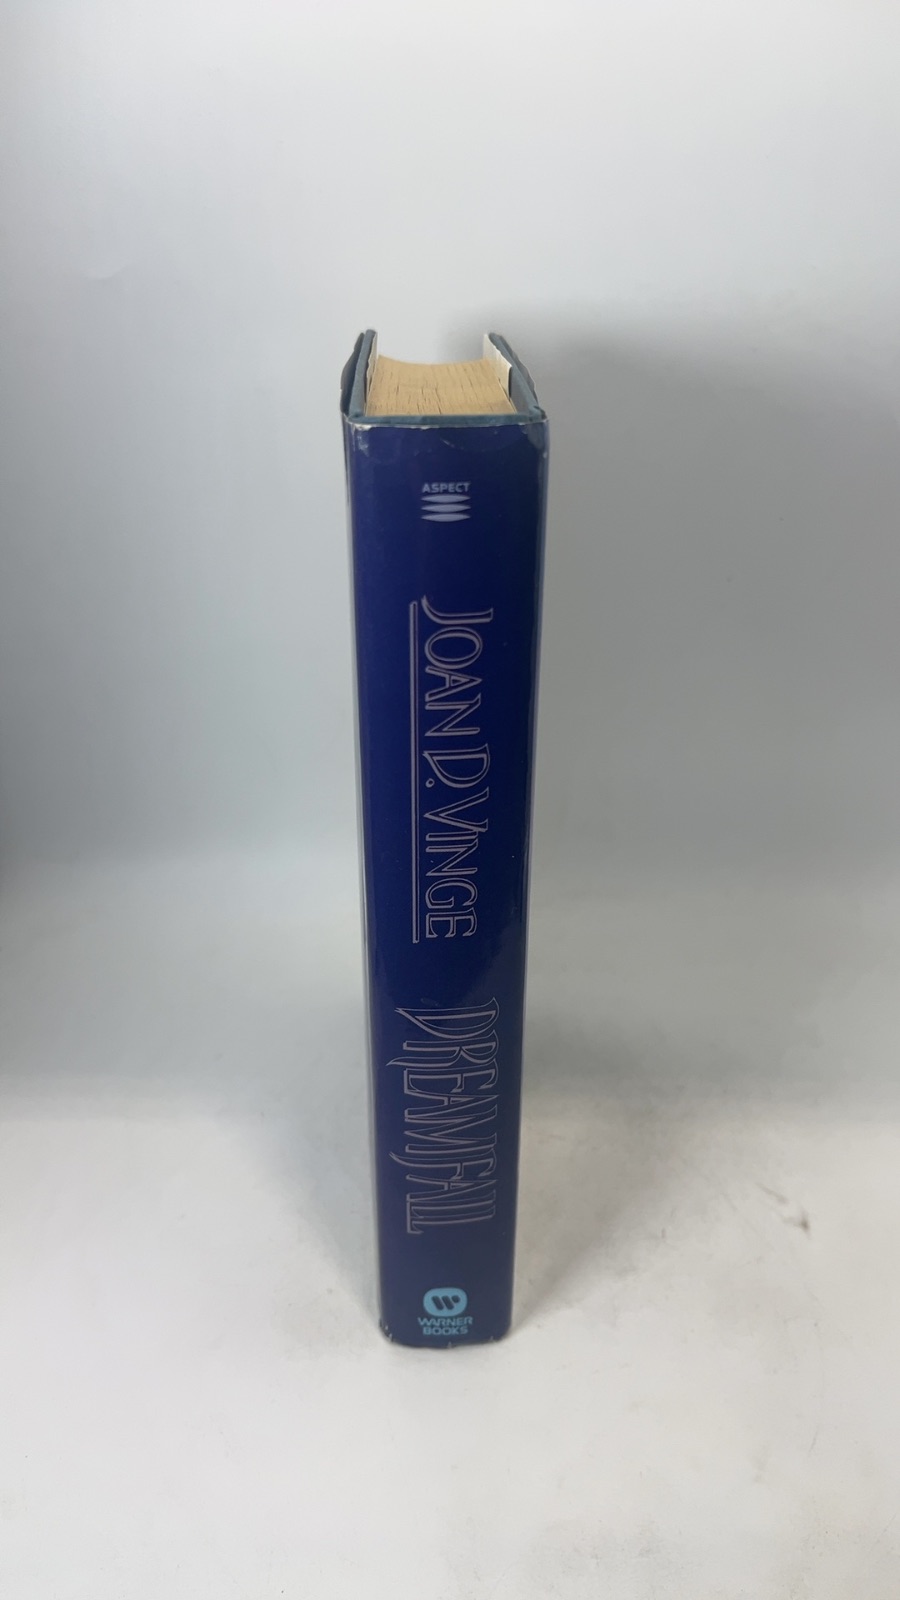 ASPECT
JOAN D. VINGE
DREAMFALL
WARNER
BOOKS